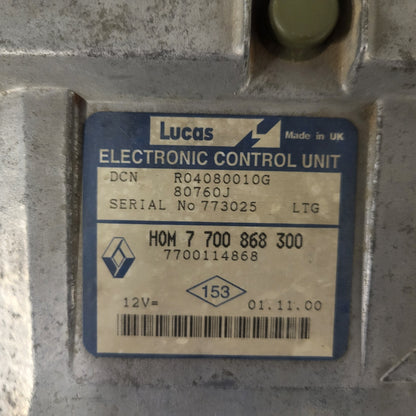 Lucas
Made in UK
ELECTRONIC CONTROL UNIT
DCN R04080010G
80760J
SERIAL No 773025 LTG
HOM 7 700 868 300
7700114868
153
12V= 01.11.00